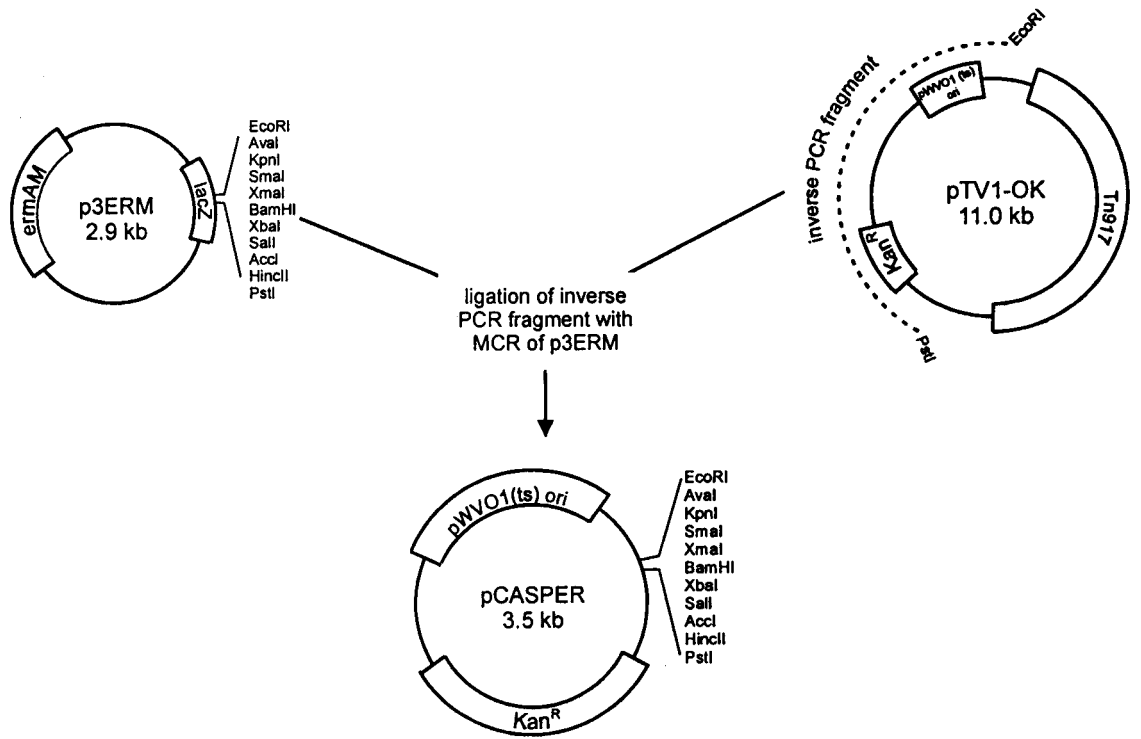 EcoRI
AvaI
KpnI
SmaI
XmaI
BamHI
XbaI
SalI
AccI
HincII
PstI
ermAM
lacZ
p3ERM
2.9 kb
EcoRI
pWVO1 (ts)
ori
inverse PCR fragment
Kan R
PstI
Tn917
pTV1-OK
11.0 kb
ligation of inverse
PCR fragment with
MCR of p3ERM
pWVO1(ts) ori
pCASPER
3.5 kb
Kan R
EcoRI
AvaI
KpnI
SmaI
XmaI
BamHI
XbaI
SalI
AccI
HincII
PstI